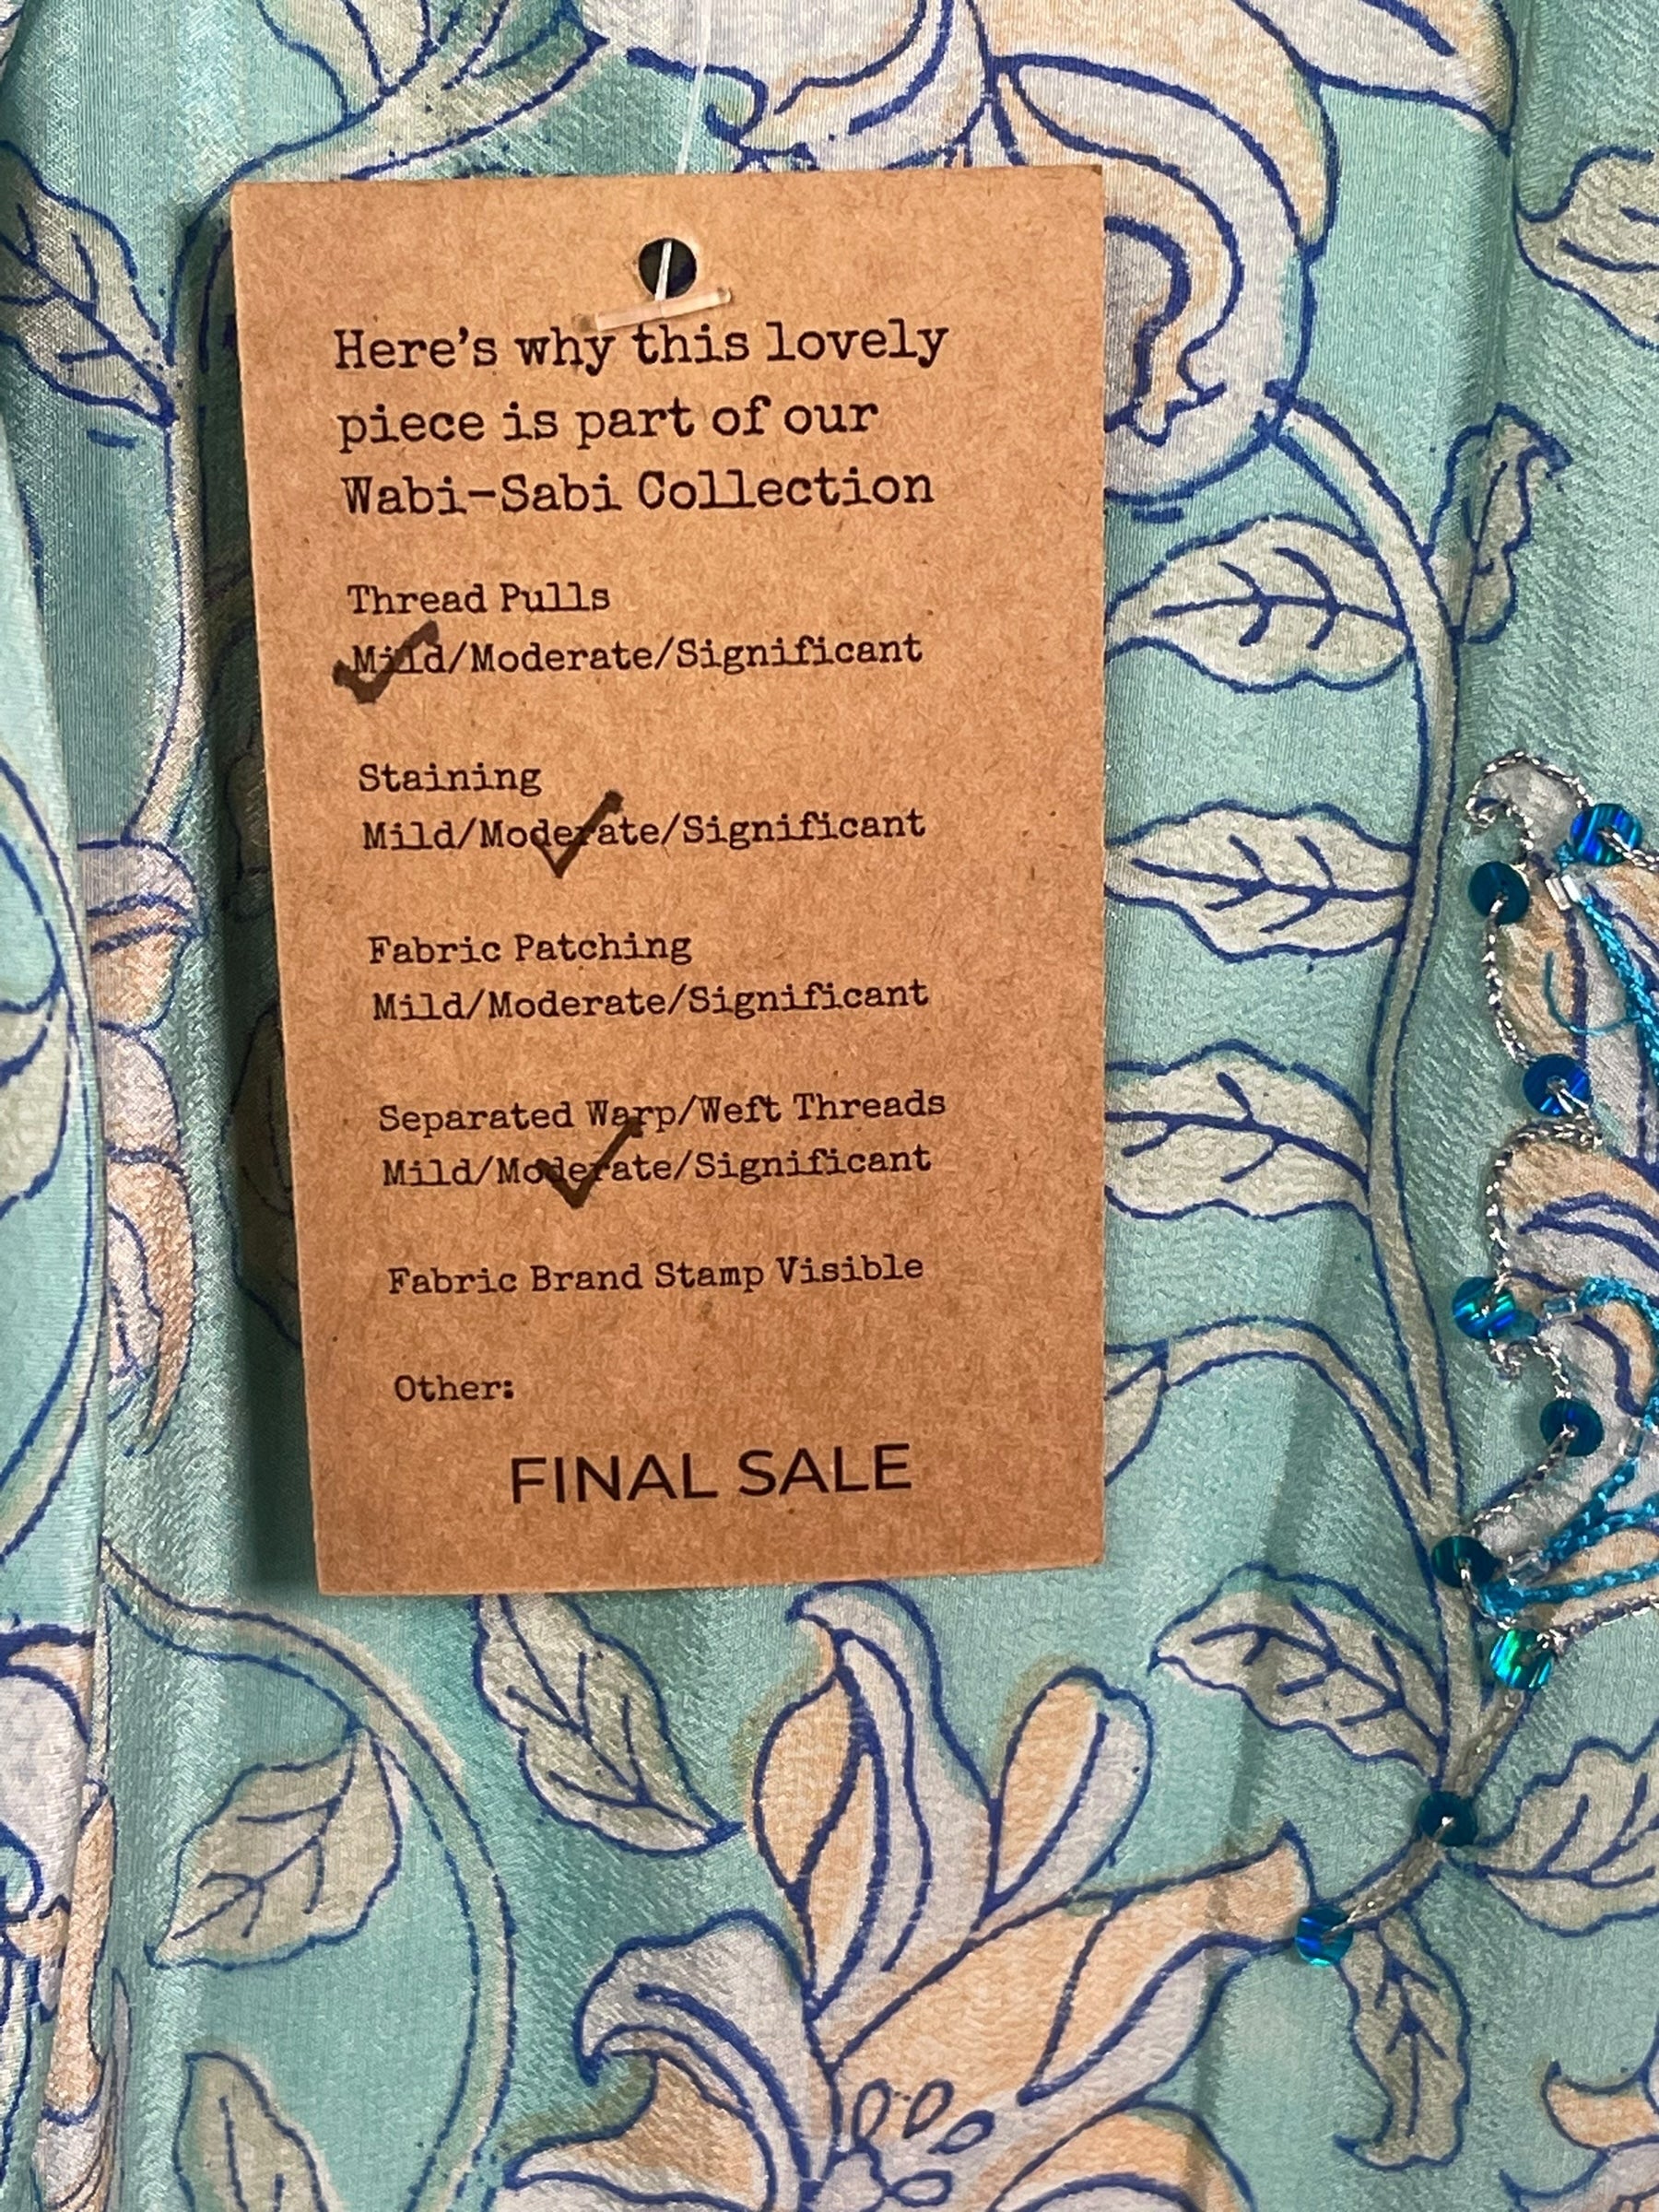 Here's why this lovely
piece is part of our
Wabi-Sabi Collection
Thread Pulls
Mild/Moderate/Significant
Staining
Mild/Moderate/Significant
Fabric Patching
Mild/Moderate/Significant
Separated Warp/Weft Threads
Mild/Moderate/Significant
Fabric Brand Stamp Visible
Other:
FINAL SALE